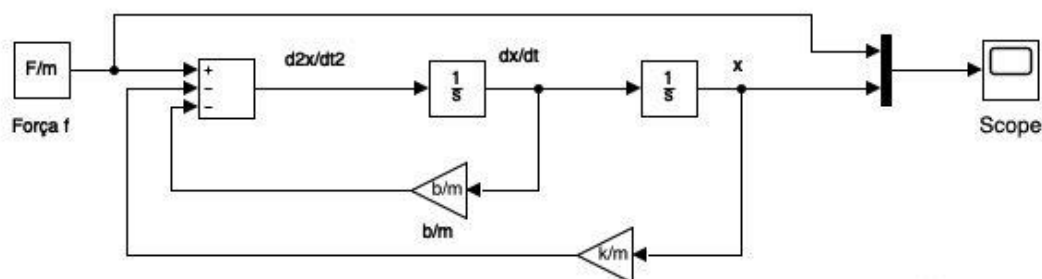 F/m
Força f
+
−
−
d2x/dt2
1
s
dx/dt
1
s
x
Scope
b/m
b/m
k/m